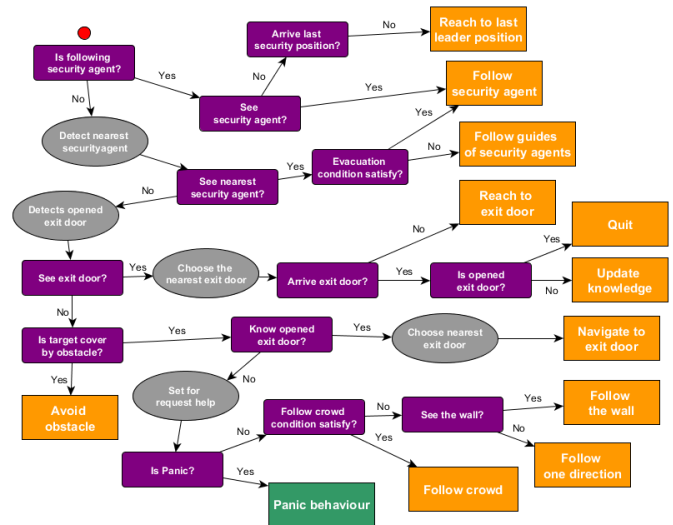 Is following
security agent?
Yes
No
Arrive last
security position?
No
Reach to last
leader position
No
See
security agent?
Yes
Follow
security agent
Detect nearest
securityagent
Yes
See nearest
security agent?
Yes
Evacuation
condition satisfy?
No
Follow guides
of security agents
No
Detects opened
exit door
Reach to
exit door
No
See exit door?
Yes
Choose the
nearest exit door
Arrive exit door?
Yes
Is opened
exit door?
Yes
Quit
No
Update
knowledge
No
Is target cover
by obstacle?
Yes
Know opened
exit door?
Yes
Choose nearest
exit door
Navigate to
exit door
Yes
Avoid
obstacle
No
Set for
request help
Follow crowd
condition satisfy?
No
See the wall?
Yes
Follow
the wall
No
Follow
one direction
Is Panic?
No
Yes
Yes
Panic behaviour
Follow crowd